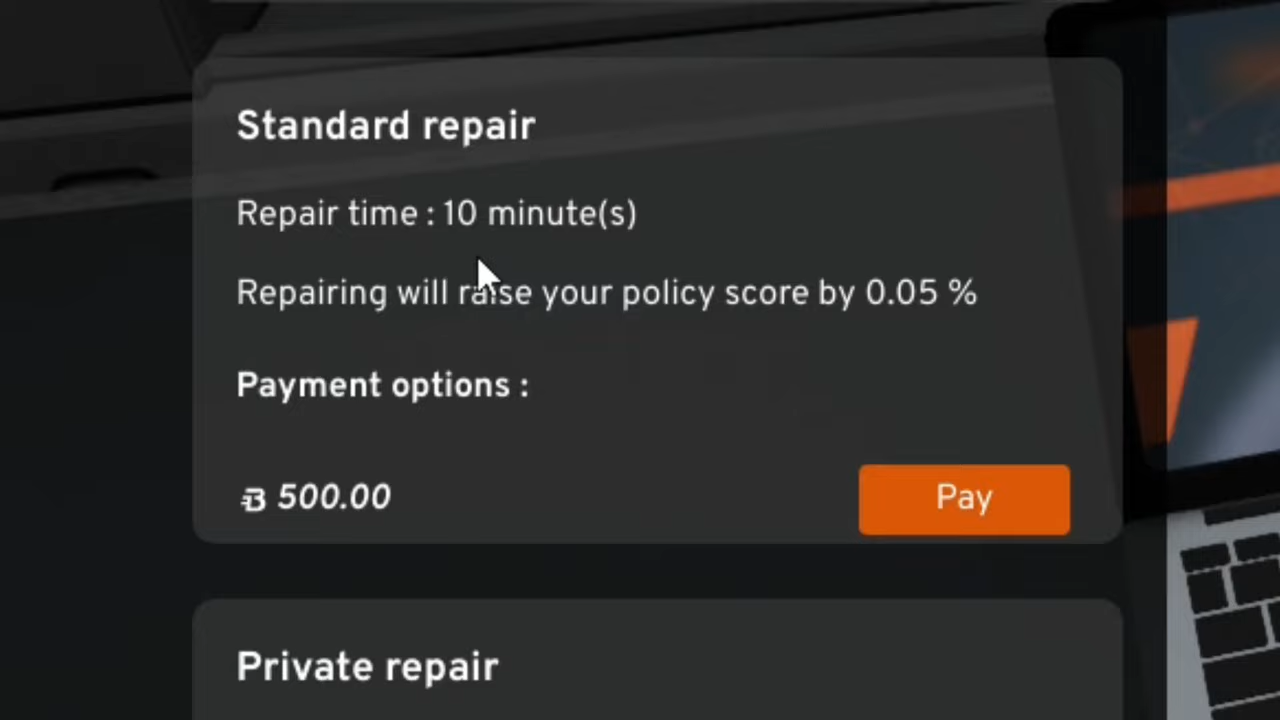 Standard repair
Repair time : 10 minute(s)
Repairing will raise your policy score by 0.05 %
Payment options :
500.00
Pay
Private repair